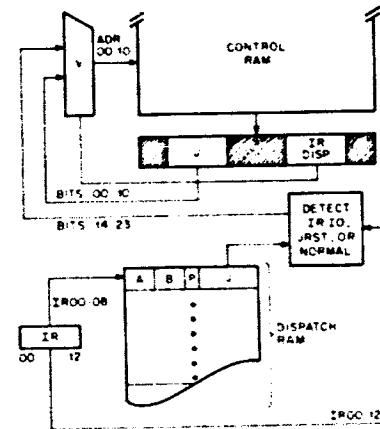 ADR
00 10
CONTROL
RAM
J
IR
DISP
BITS 00 10
BITS 14 23
DETECT
IR IO,
JRST, OR
NORMAL
IR00-08
A B P J
IR
00 12
DISPATCH
RAM
IR00 12